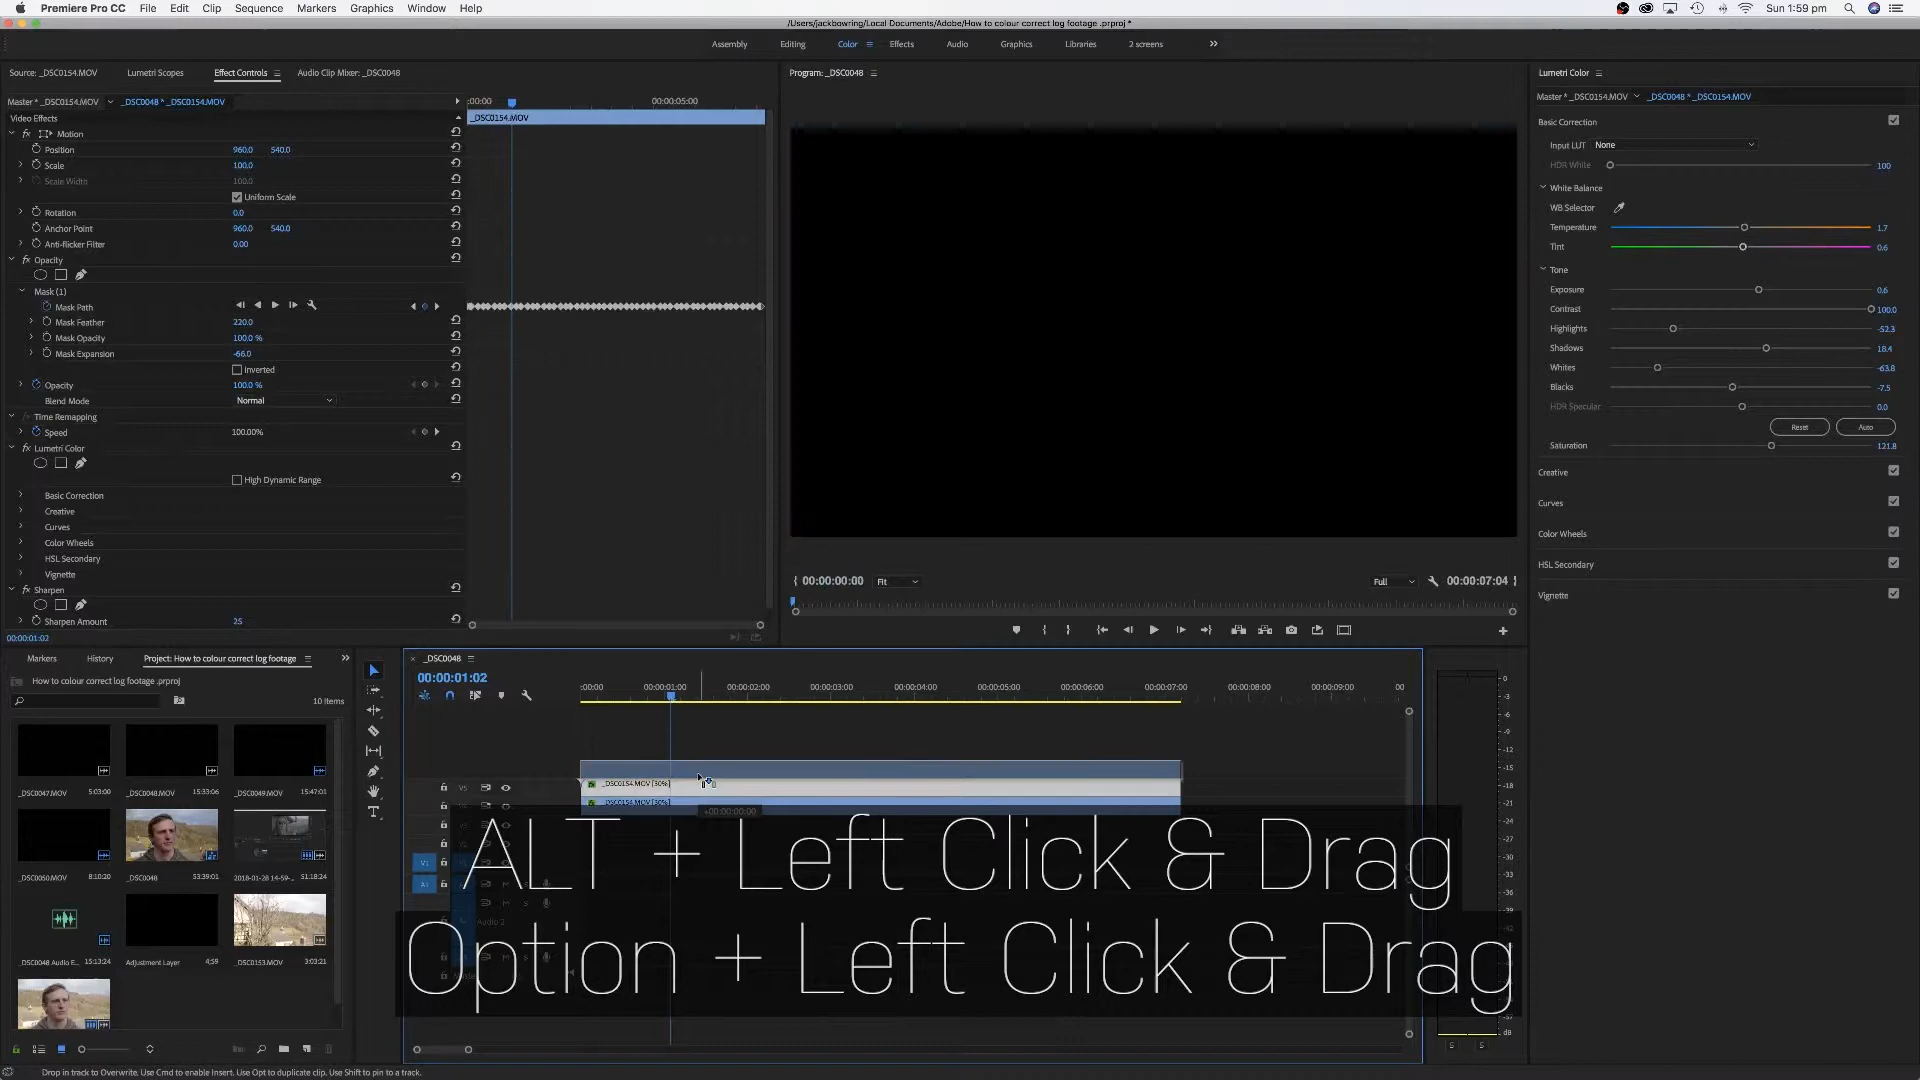 Premiere Pro CC File Edit Clip Sequence Markers Graphics Window Help Sun 1:59 pm
/Users/jackbowring/Local Documents/Adobe/How to colour correct log footage .prproj *
Assembly Editing Color Effects Audio Graphics Libraries 2 screens
Source: _DSC0154.MOV Lumetri Scopes Effect Controls Audio Clip Mixer: _DSC0048
Program: _DSC0048
Lumetri Color
Master * _DSC0154.MOV _DSC0048 * _DSC0154.MOV
:00:00 00:00:05:00
Video Effects
_DSC0154.MOV
Motion
Position 960.0 540.0
Scale 100.0
Scale Width 100.0
Uniform Scale
Rotation 0.0
Anchor Point 960.0 540.0
Anti-flicker Filter 0.00
Opacity
Mask (1)
Mask Path
Mask Feather 220.0
Mask Opacity 100.0 %
Mask Expansion -66.0
Inverted
Opacity 100.0 %
Blend Mode Normal
Time Remapping
Speed 100.00%
Lumetri Color
High Dynamic Range
Basic Correction
Creative
Curves
Color Wheels
HSL Secondary
Vignette
Sharpen
Sharpen Amount 25
00:00:01:02
00:00:00:00 Fit Full 00:00:07:04
Master * _DSC0154.MOV _DSC0048 * _DSC0154.MOV
Basic Correction
Input LUT None
HDR White 100
White Balance
WB Selector
Temperature 1.7
Tint 0.6
Tone
Exposure 0.6
Contrast 100.0
Highlights -52.3
Shadows 18.4
Whites -63.8
Blacks -7.5
HDR Specular 0.0
Reset Auto
Saturation 121.8
Creative
Curves
Color Wheels
HSL Secondary
Vignette
Markers History Project: How to colour correct log footage
How to colour correct log footage .prproj
10 Items
_DSC0047.MOV 5:03:00
_DSC0048.MOV 15:33:06
_DSC0049.MOV 15:47:01
_DSC0050.MOV 8:10:20
_DSC0048 53:39:01
2018-01-28 14-59-... 51:18:24
_DSC0048 Audio E... 15:13:24
Adjustment Layer 4;59
_DSC0153.MOV 3:03:21
_DSC0048
00:00:01:02
:00:00 00:00:01:00 00:00:02:00 00:00:03:00 00:00:04:00 00:00:05:00 00:00:06:00 00:00:07:00 00:00:08:00 00:00:09:00 00
_DSC0154.MOV [30%]
_DSC0154.MOV [30%]
+00:00:00:00
V1
A1
Audio 2
ALT + Left Click & Drag
Option + Left Click & Drag
0
-3
-6
-9
-12
-15
-18
-21
-24
-27
-30
-33
-36
-39
-42
-45
dB
S S
Drop in track to Overwrite. Use Cmd to enable Insert. Use Opt to duplicate clip. Use Shift to pin to a track.